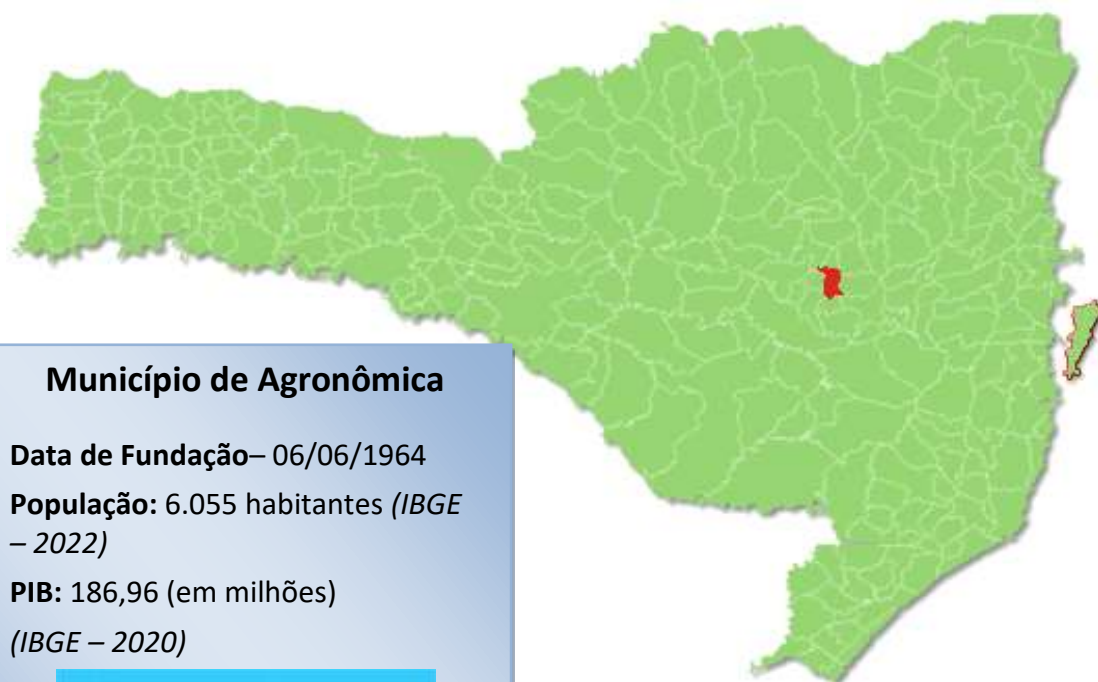 Município de Agronômica
Data de Fundação– 06/06/1964
População: 6.055 habitantes (IBGE
– 2022)
PIB: 186,96 (em milhões)
(IBGE – 2020)